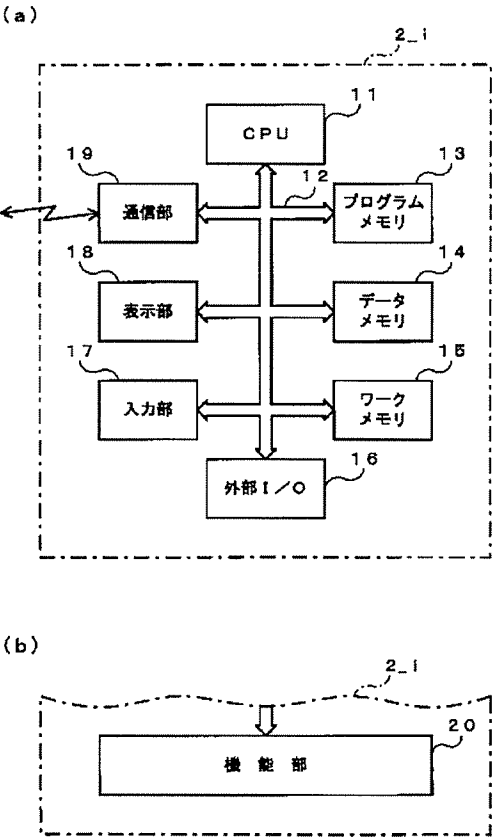 (a)
2_i
11
CPU
19
12
13
通信部
プログラム
メモリ
18
14
表示部
データ
メモリ
17
15
入力部
ワーク
メモリ
16
外部I/O
(b)
2_i
20
機能部